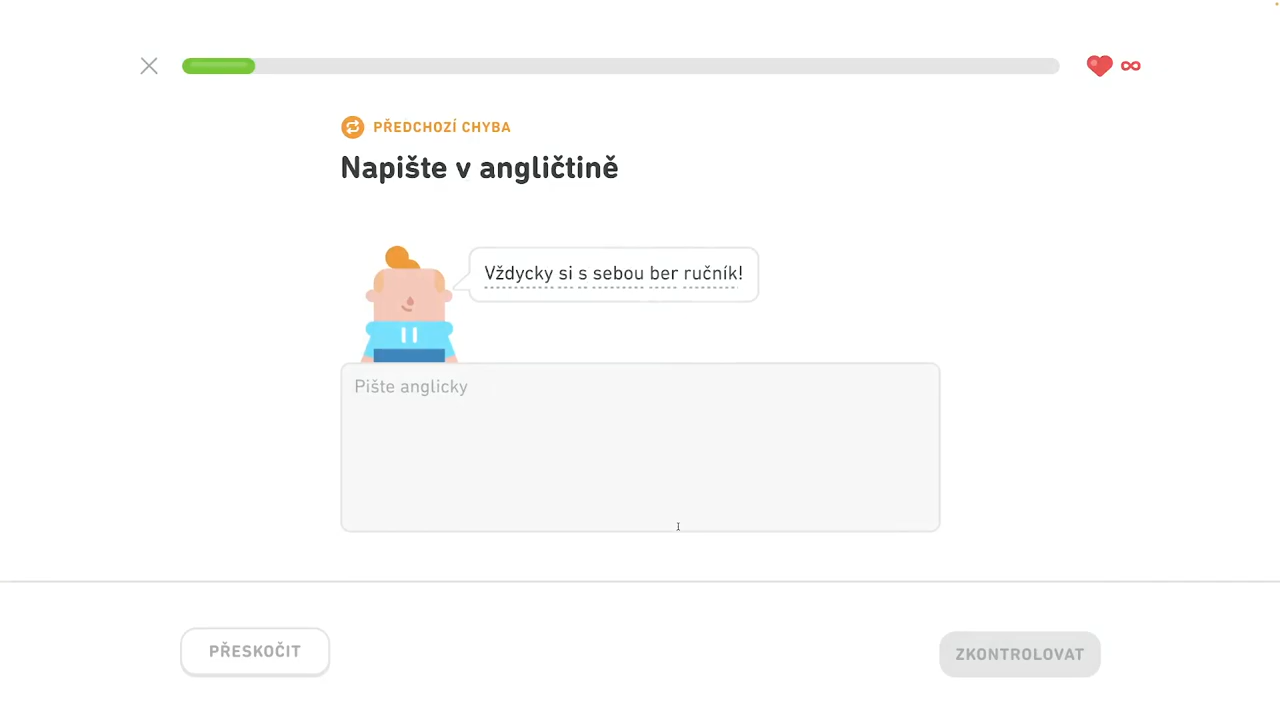 PŘEDCHOZÍ CHYBA
Napište v angličtině
Vždycky si s sebou ber ručník!
Pište anglicky
PŘESKOČIT
ZKONTROLOVAT